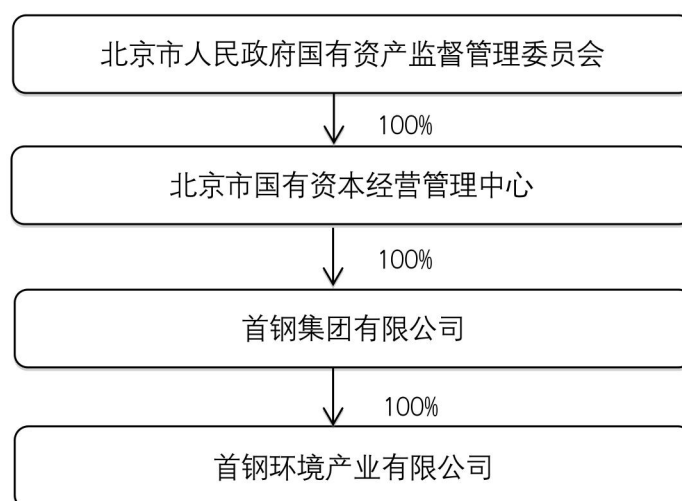 北京市人民政府国有资产监督管理委员会
100%
北京市国有资本经营管理中心
100%
首钢集团有限公司
100%
首钢环境产业有限公司